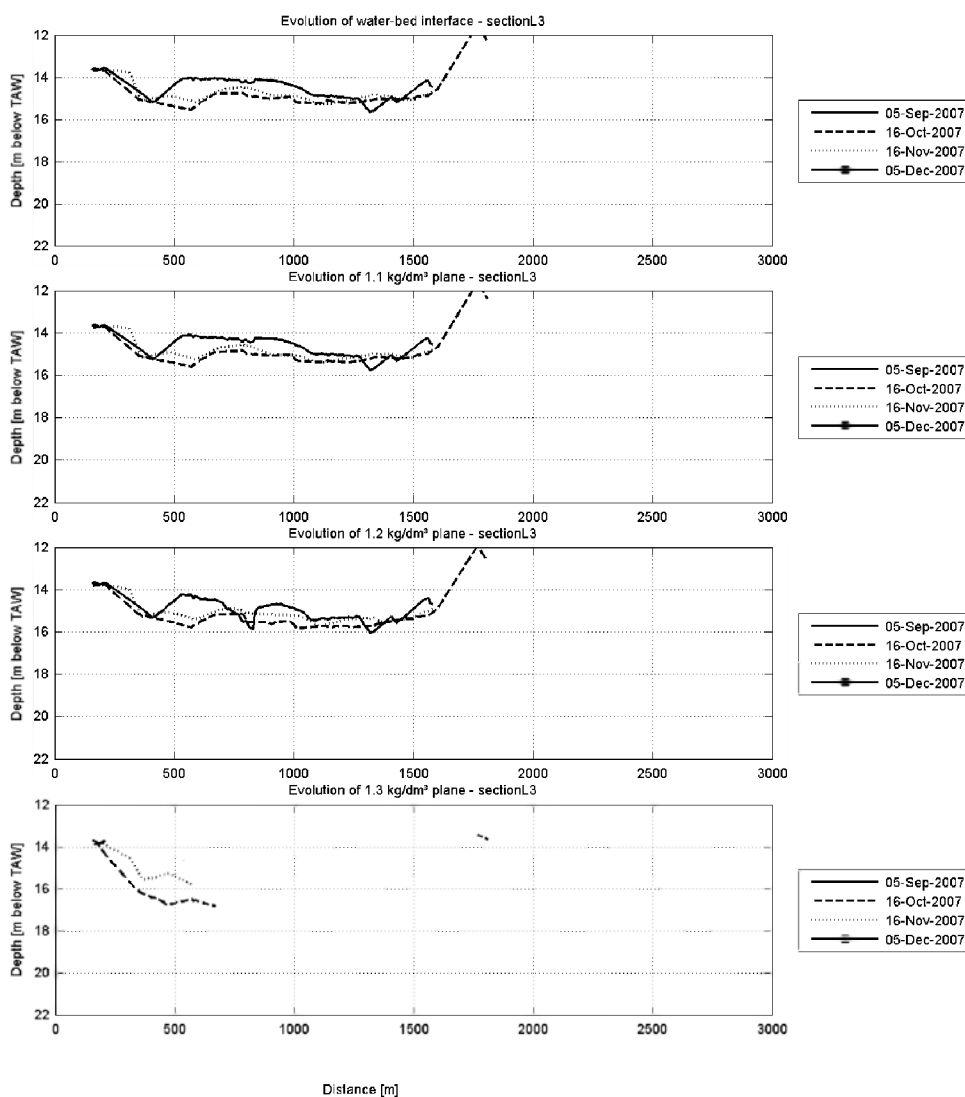 Evolution of water-bed interface - sectionL3
Depth [m below TAW]
12
14
16
18
20
22
0 500 1000 1500 2000 2500 3000
05-Sep-2007
16-Oct-2007
16-Nov-2007
05-Dec-2007
Evolution of 1.1 kg/dm³ plane - sectionL3
Depth [m below TAW]
12
14
16
18
20
22
0 500 1000 1500 2000 2500 3000
05-Sep-2007
16-Oct-2007
16-Nov-2007
05-Dec-2007
Evolution of 1.2 kg/dm³ plane - sectionL3
Depth [m below TAW]
12
14
16
18
20
22
0 500 1000 1500 2000 2500 3000
05-Sep-2007
16-Oct-2007
16-Nov-2007
05-Dec-2007
Evolution of 1.3 kg/dm³ plane - sectionL3
Depth [m below TAW]
12
14
16
18
20
22
0 500 1000 1500 2000 2500 3000
05-Sep-2007
16-Oct-2007
16-Nov-2007
05-Dec-2007
Distance [m]